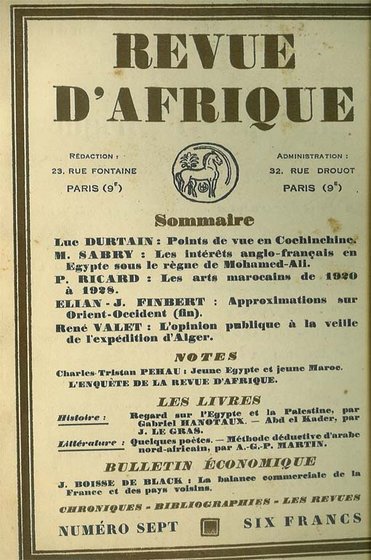 REVUE
D'AFRIQUE
RÉDACTION :
23, RUE FONTAINE
PARIS (9e)
ADMINISTRATION :
32, RUE DROUOT
PARIS (9e)
Sommaire
Luc DURTAIN : Points de vue en Cochinchine.
M. SABRY : Les intérêts anglo-français en
Egypte sous le règne de Mohamed-Ali.
P. RICARD : Les arts marocains de 1920
à 1928.
ELIAN-J. FINBERT : Approximations sur
Orient-Occident (fin).
René VALET : L'opinion publique à la veille
de l'expédition d'Alger.
NOTES
Charles-Tristan PEHAU : Jeune Egypte et jeune Maroc.
L'ENQUÊTE DE LA REVUE D'AFRIQUE.
LES LIVRES
Histoire : Regard sur l'Egypte et la Palestine, par
Gabriel HANOTAUX. — Abd el Kader, par
J. LE GRAS.
Littérature : Quelques poètes. — Méthode déductive d'arabe
nord-africain, par A.-G.-P. MARTIN.
BULLETIN ÉCONOMIQUE
J. BOISSE DE BLACK : La balance commerciale de la
France et des pays voisins.
CHRONIQUES - BIBLIOGRAPHIES - LES REVUES
NUMÉRO SEPT SIX FRANCS